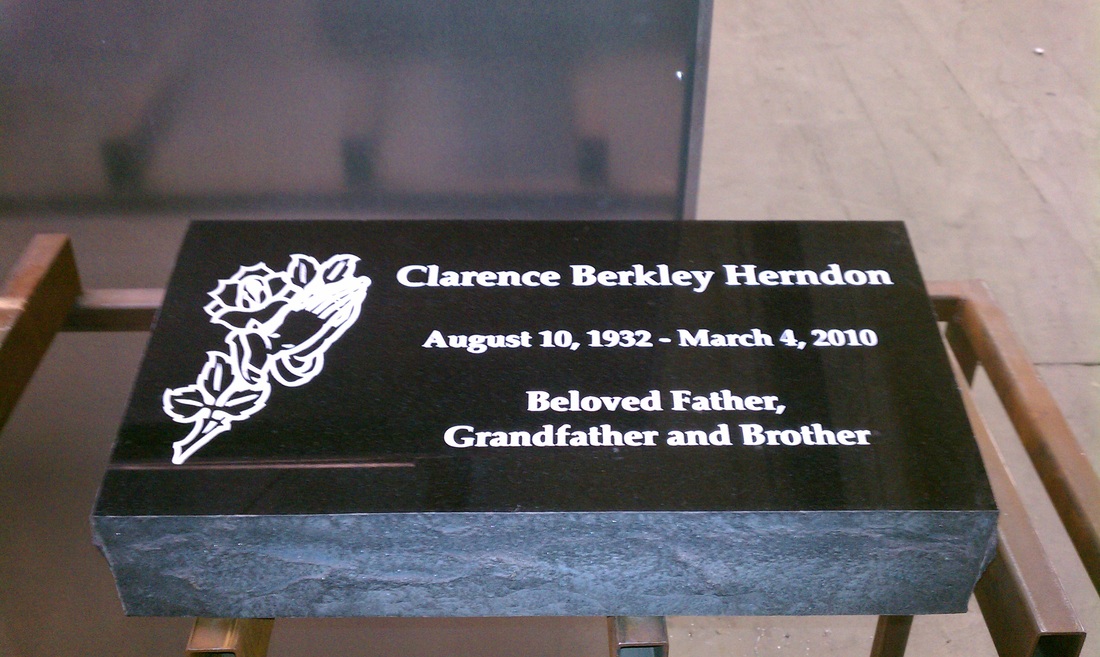 Clarence Berkley Herndon
August 10, 1932 - March 4, 2010
Beloved Father,
Grandfather and Brother